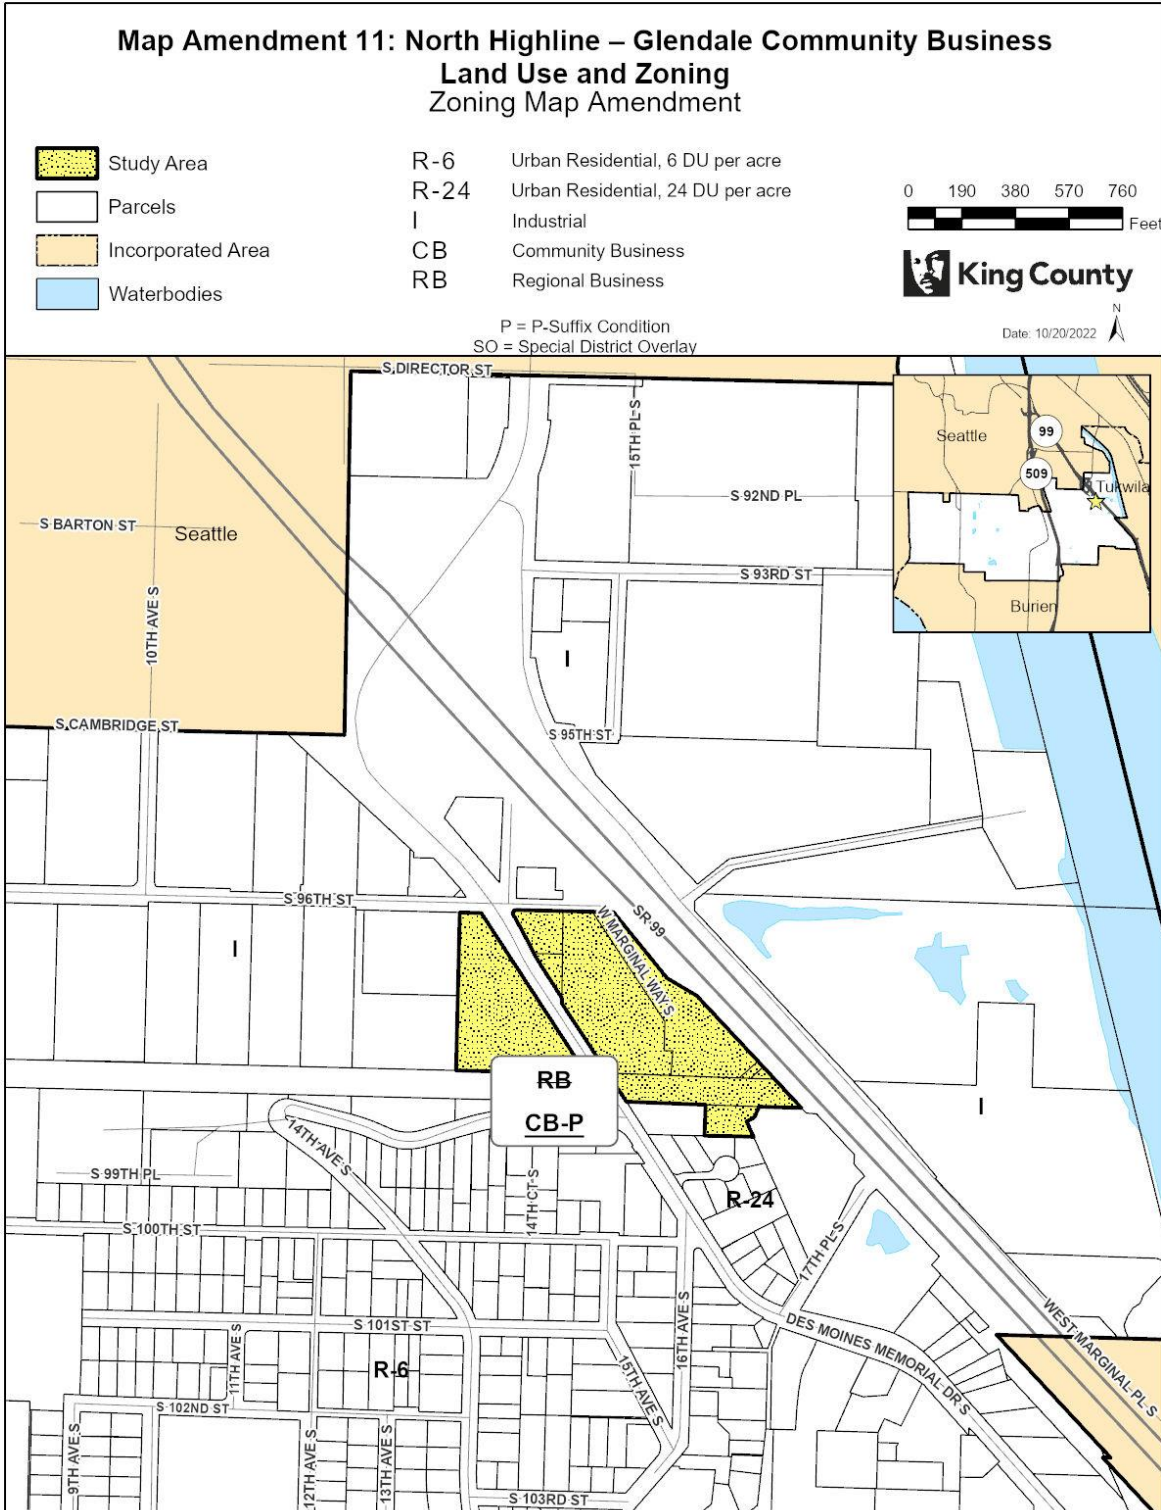 Map Amendment 11: North Highline – Glendale Community Business
Land Use and Zoning
Zoning Map Amendment
Study Area
Parcels
Incorporated Area
Waterbodies
R-6 Urban Residential, 6 DU per acre
R-24 Urban Residential, 24 DU per acre
I Industrial
CB Community Business
RB Regional Business
P = P-Suffix Condition
SO = Special District Overlay
0 190 380 570 760
Feet
King County
N
Date: 10/20/2022
S DIRECTOR ST
15TH PL S
S 92ND PL
Seattle
99
509
Tukwila
Burien
S BARTON ST
Seattle
10TH AVE S
S 93RD ST
I
S CAMBRIDGE ST
S 95TH ST
S 96TH ST
W MARGINAL WAY S
SR 99
I
RB
CB-P
I
14TH AVE S
S 99TH PL
14TH CT S
R-24
S 100TH ST
17TH PL S
16TH AVE S
S 101ST ST
11TH AVE S
R-6
15TH AVE S
DES MOINES MEMORIAL DR S
WEST MARGINAL PL S
S 102ND ST
9TH AVE S
12TH AVE S
13TH AVE S
S 103RD ST